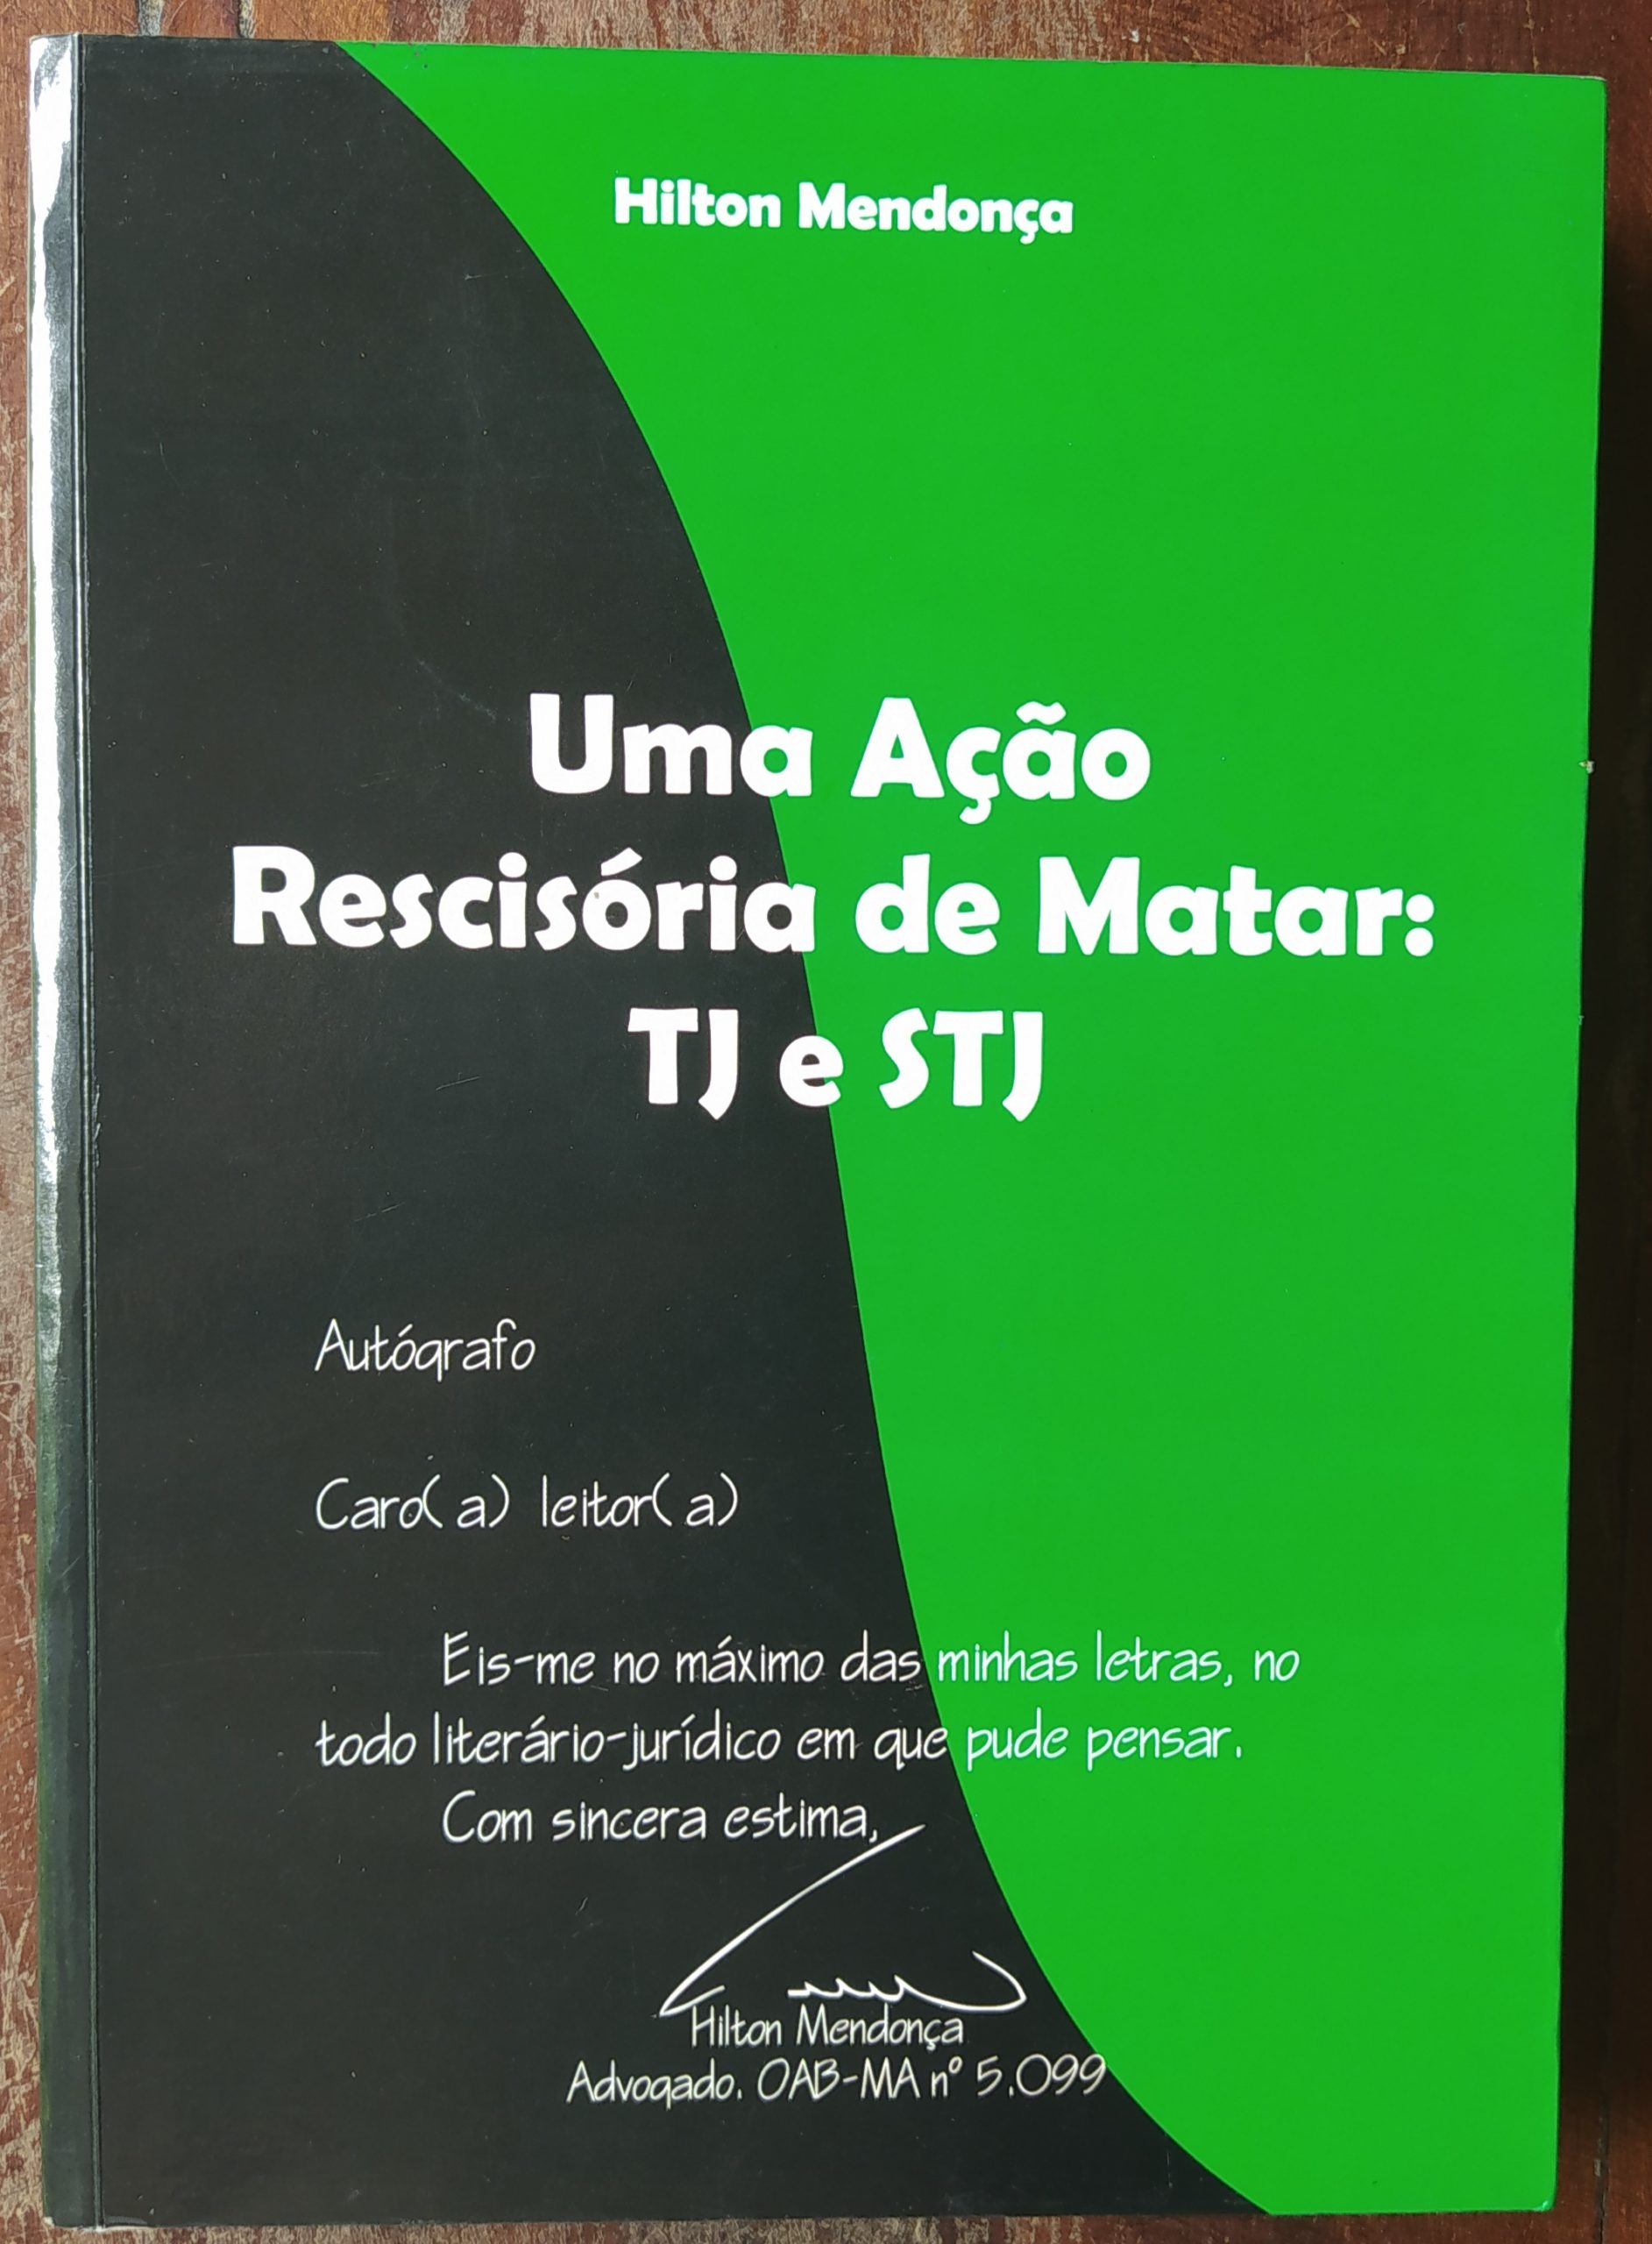 Hilton Mendonça
Uma Ação
Rescisória de Matar:
TJ e STJ
Autógrafo
Caro(a) leitor(a)
Eis-me no máximo das minhas letras, no
todo literário-jurídico em que pude pensar.
Com sincera estima,
Hilton Mendonça
Advogado. OAB-MA nº 5.099